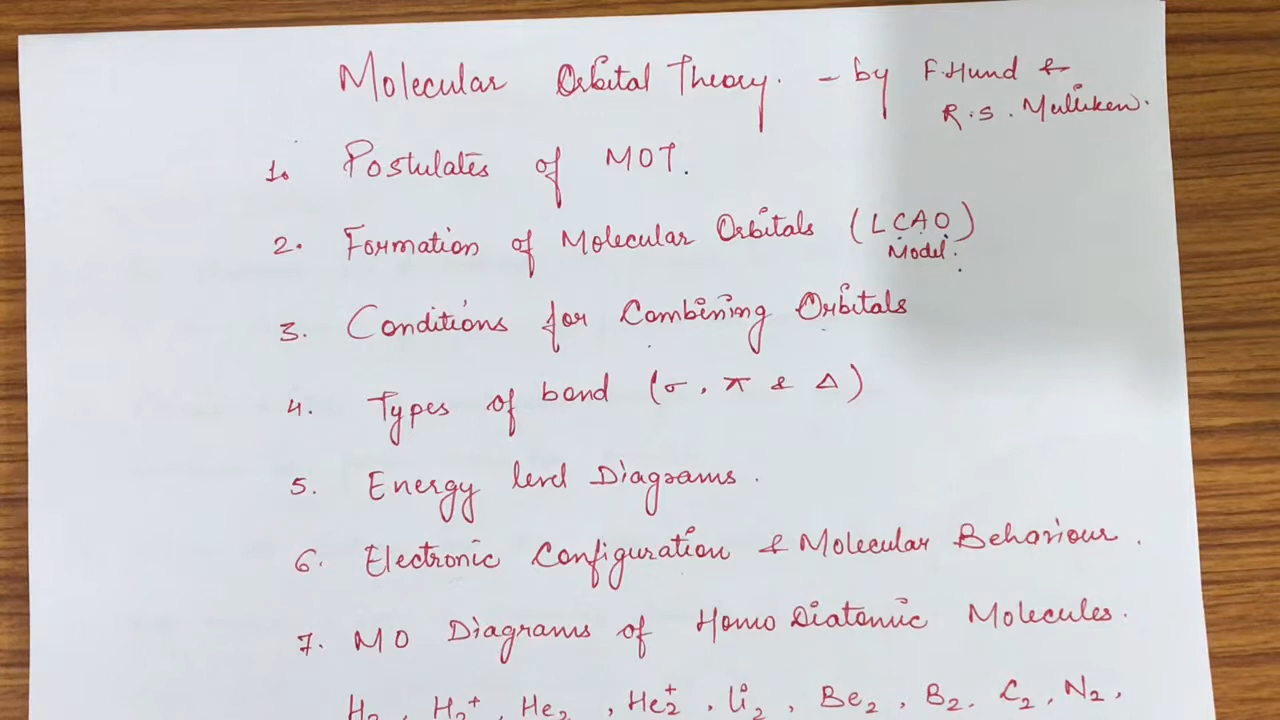 Molecular Orbital Theory. - by F.Hund &
R.S. Mulliken.
1. Postulates of MOT.
2. Formation of Molecular Orbitals (LCAO)
Model.
3. Conditions for Combining Orbitals
4. Types of bond (σ, π & Δ)
5. Energy level Diagrams.
6. Electronic Configuration & Molecular Behaviour.
7. MO Diagrams of Homo Diatomic Molecules.
H₂, H₂⁺, He₂, He₂⁺, Li₂, Be₂, B₂, C₂, N₂,